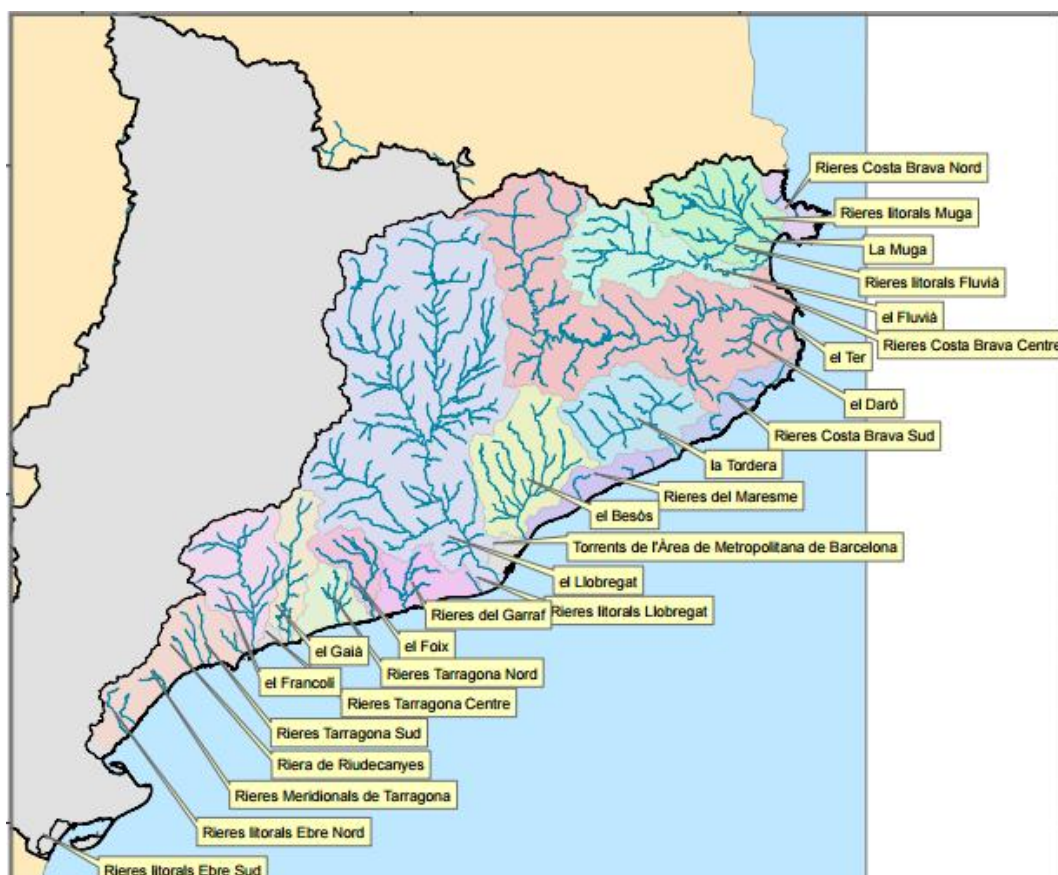 Rieres Costa Brava Nord
Rieres litorals Muga
La Muga
Rieres litorals Fluvià
el Fluvià
Rieres Costa Brava Centre
el Ter
el Daró
Rieres Costa Brava Sud
la Tordera
Rieres del Maresme
el Besòs
Torrents de l'Àrea de Metropolitana de Barcelona
el Llobregat
Rieres litorals Llobregat
Rieres del Garraf
el Foix
el Gaià
Rieres Tarragona Nord
el Francolí
Rieres Tarragona Centre
Rieres Tarragona Sud
Riera de Riudecanyes
Rieres Meridionals de Tarragona
Rieres litorals Ebre Nord
Rieres litorals Ebre Sud